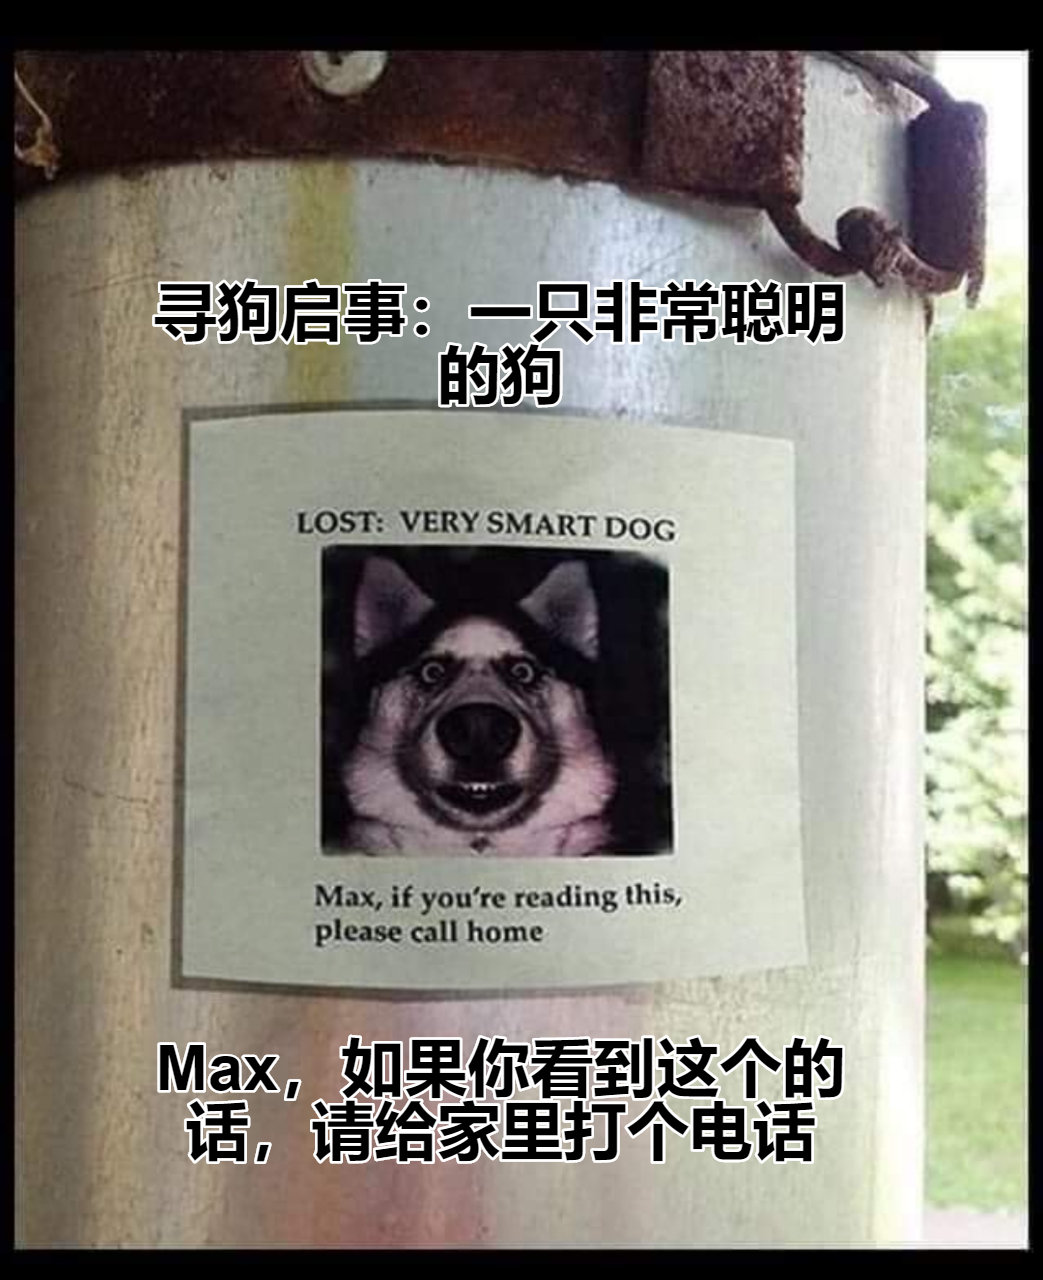 寻狗启事：一只非常聪明
的狗
LOST: VERY SMART DOG
Max, if you're reading this,
please call home
Max，如果你看到这个的
话，请给家里打个电话